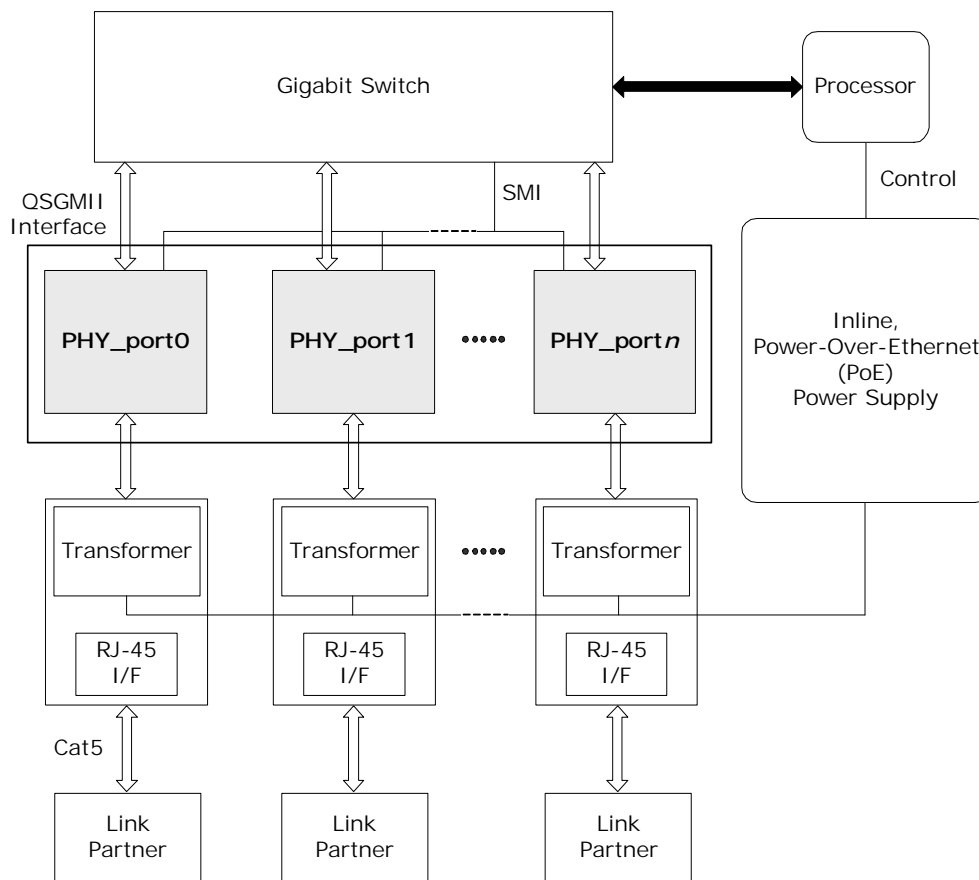 Gigabit Switch
Processor
QSGMII
Interface
SMI
Control
PHY_port0
PHY_port1
PHY_portn
Inline,
Power-Over-Ethernet
(PoE)
Power Supply
Transformer
Transformer
Transformer
RJ-45
I/F
RJ-45
I/F
RJ-45
I/F
Cat5
Link
Partner
Link
Partner
Link
Partner